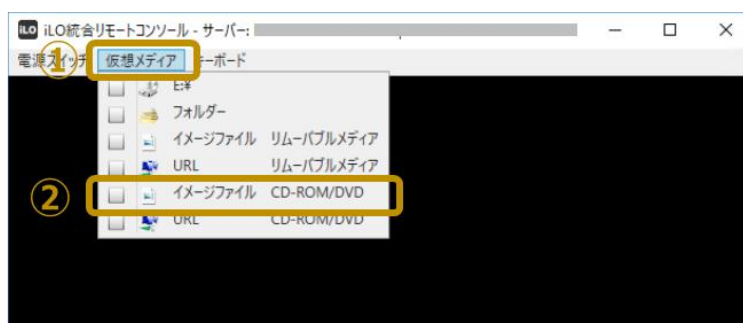 iLO iLO統合リモートコンソール - サーバー:
電源スイッチ 仮想メディア キーボード
①
E:¥
フォルダー
イメージファイル リムーバブルメディア
URL リムーバブルメディア
② イメージファイル CD-ROM/DVD
URL CD-ROM/DVD